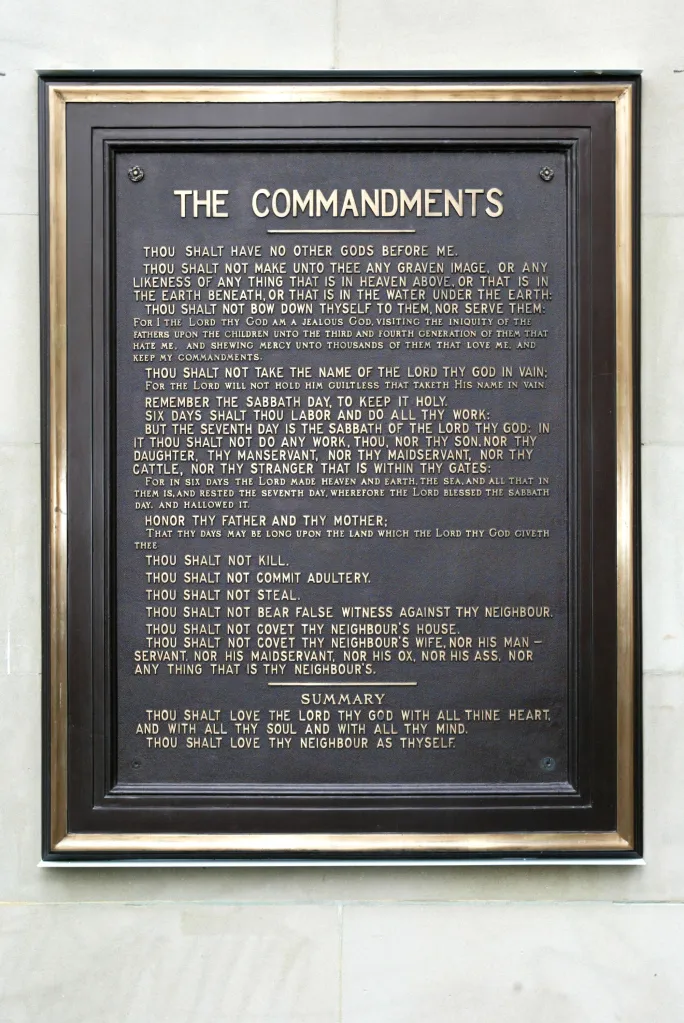 THE COMMANDMENTS
THOU SHALT HAVE NO OTHER GODS BEFORE ME.
THOU SHALT NOT MAKE UNTO THEE ANY GRAVEN IMAGE, OR ANY
LIKENESS OF ANY THING THAT IS IN HEAVEN ABOVE, OR THAT IS IN
THE EARTH BENEATH, OR THAT IS IN THE WATER UNDER THE EARTH:
THOU SHALT NOT BOW DOWN THYSELF TO THEM, NOR SERVE THEM:
FOR I THE LORD THY GOD AM A JEALOUS GOD, VISITING THE INIQUITY OF THE
FATHERS UPON THE CHILDREN UNTO THE THIRD AND FOURTH GENERATION OF THEM THAT
HATE ME, AND SHEWING MERCY UNTO THOUSANDS OF THEM THAT LOVE ME, AND
KEEP MY COMMANDMENTS.
THOU SHALT NOT TAKE THE NAME OF THE LORD THY GOD IN VAIN;
FOR THE LORD WILL NOT HOLD HIM GUILTLESS THAT TAKETH HIS NAME IN VAIN
REMEMBER THE SABBATH DAY, TO KEEP IT HOLY.
SIX DAYS SHALT THOU LABOR AND DO ALL THY WORK:
BUT THE SEVENTH DAY IS THE SABBATH OF THE LORD THY GOD: IN
IT THOU SHALT NOT DO ANY WORK, THOU, NOR THY SON, NOR THY
DAUGHTER, THY MANSERVANT, NOR THY MAIDSERVANT, NOR THY
CATTLE, NOR THY STRANGER THAT IS WITHIN THY GATES:
FOR IN SIX DAYS THE LORD MADE HEAVEN AND EARTH, THE SEA, AND ALL THAT IN
THEM IS, AND RESTED THE SEVENTH DAY, WHEREFORE THE LORD BLESSED THE SABBATH
DAY, AND HALLOWED IT.
HONOR THY FATHER AND THY MOTHER;
THAT THY DAYS MAY BE LONG UPON THE LAND WHICH THE LORD THY GOD GIVETH
THEE
THOU SHALT NOT KILL.
THOU SHALT NOT COMMIT ADULTERY.
THOU SHALT NOT STEAL.
THOU SHALT NOT BEAR FALSE WITNESS AGAINST THY NEIGHBOUR.
THOU SHALT NOT COVET THY NEIGHBOUR'S HOUSE.
THOU SHALT NOT COVET THY NEIGHBOUR'S WIFE, NOR HIS MAN –
SERVANT, NOR HIS MAIDSERVANT, NOR HIS OX, NOR HIS ASS, NOR
ANY THING THAT IS THY NEIGHBOUR'S.
SUMMARY
THOU SHALT LOVE THE LORD THY GOD WITH ALL THINE HEART,
AND WITH ALL THY SOUL AND WITH ALL THY MIND.
THOU SHALT LOVE THY NEIGHBOUR AS THYSELF.